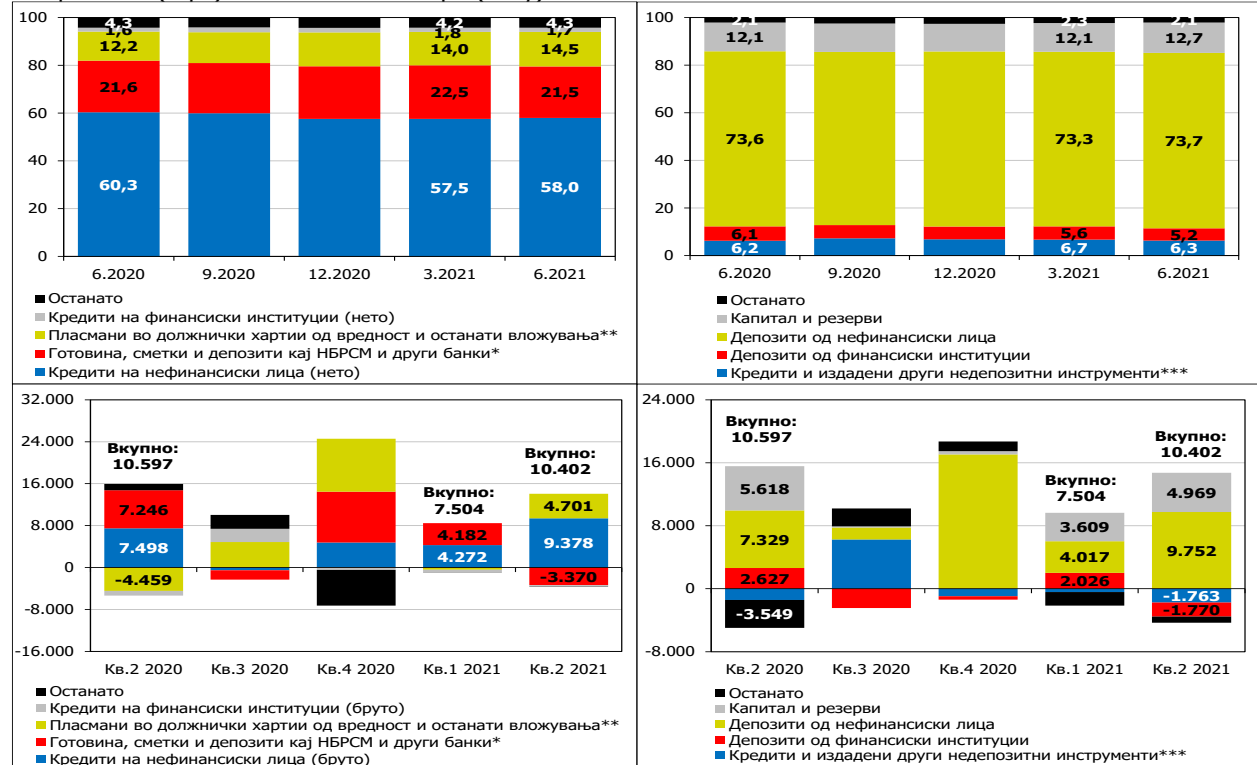 100
80
60
40
20
0
4,3
1,6
12,2
21,6
60,3
4,2
1,8
14,0
22,5
57,5
4,3
1,7
14,5
21,5
58,0
6.2020 9.2020 12.2020 3.2021 6.2021
Останато
Кредити на финансиски институции (нето)
Пласмани во должнички хартии од вредност и останати вложувања**
Готовина, сметки и депозити кај НБРСМ и други банки*
Кредити на нефинансиски лица (нето)
100
80
60
40
20
0
2,1
12,1
73,6
6,1
6,2
2,3
12,1
73,3
5,6
6,7
2,1
12,7
73,7
5,2
6,3
6.2020 9.2020 12.2020 3.2021 6.2021
Останато
Капитал и резерви
Депозити од нефинансиски лица
Депозити од финансиски институции
Кредити и издадени други недепозитни инструменти***
32.000
24.000
16.000
8.000
0
-8.000
-16.000
Вкупно:
10.597
7.246
7.498
-4.459
Вкупно:
7.504
4.182
4.272
Вкупно:
10.402
4.701
9.378
-3.370
Кв.2 2020 Кв.3 2020 Кв.4 2020 Кв.1 2021 Кв.2 2021
Останато
Кредити на финансиски институции (бруто)
Пласмани во должнички хартии од вредност и останати вложувања**
Готовина, сметки и депозити кај НБРСМ и други банки*
Кредити на нефинансиски лица (бруто)
24.000
16.000
8.000
0
-8.000
Вкупно:
10.597
5.618
7.329
2.627
-3.549
Вкупно:
7.504
3.609
4.017
2.026
Вкупно:
10.402
4.969
9.752
-1.763
-1.770
Кв.2 2020 Кв.3 2020 Кв.4 2020 Кв.1 2021 Кв.2 2021
Останато
Капитал и резерви
Депозити од нефинансиски лица
Депозити од финансиски институции
Кредити и издадени други недепозитни инструменти***